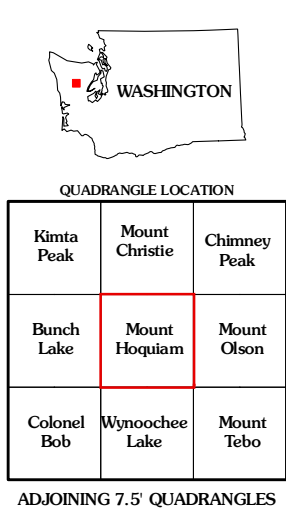 WASHINGTON
QUADRANGLE LOCATION
Kimta
Peak
Mount
Christie
Chimney
Peak
Bunch
Lake
Mount
Hoquiam
Mount
Olson
Colonel
Bob
Wynoochee
Lake
Mount
Tebo
ADJOINING 7.5' QUADRANGLES